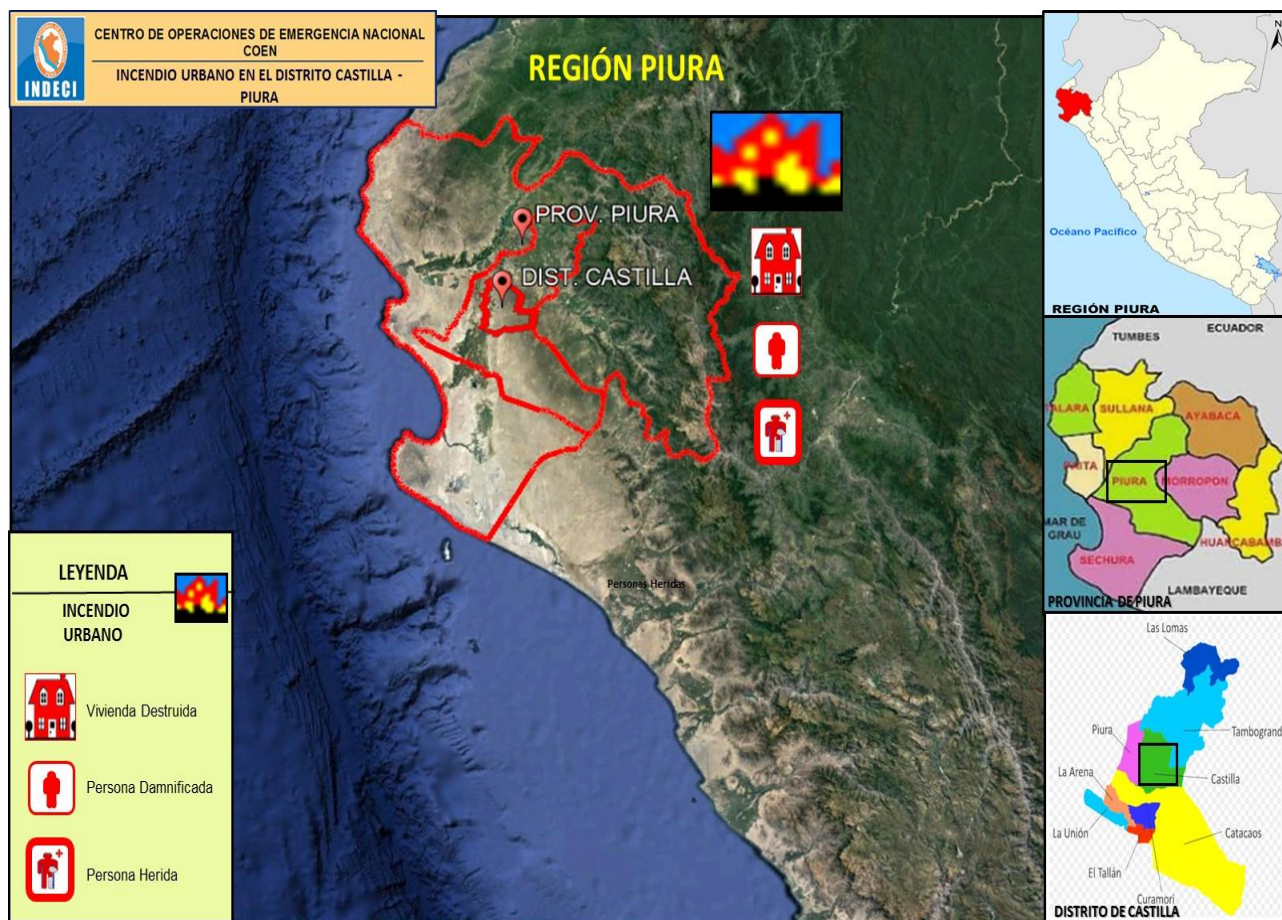 INDECI
CENTRO DE OPERACIONES DE EMERGENCIA NACIONAL
COEN
INCENDIO URBANO EN EL DISTRITO CASTILLA -
PIURA
REGIÓN PIURA
PROV. PIURA
DIST. CASTILLA
Personas Heridas
LEYENDA
INCENDIO
URBANO
Vivienda Destruida
Persona Damnificada
Persona Herida
N
Océano Pacífico
REGIÓN PIURA
ECUADOR
TUMBES
ALARA
SULLANA
AYABACA
PAITA
PIURA
MORROPON
MAR DE
GRAU
HUANCABAMB
SECHURA
LAMBAYEQUE
PROVINCIA DE PIURA
Las Lomas
Piura
Tambogrand
La Arena
Castilla
La Unión
Catacaos
El Tallán
Curamori
DISTRITO DE CASTILLA